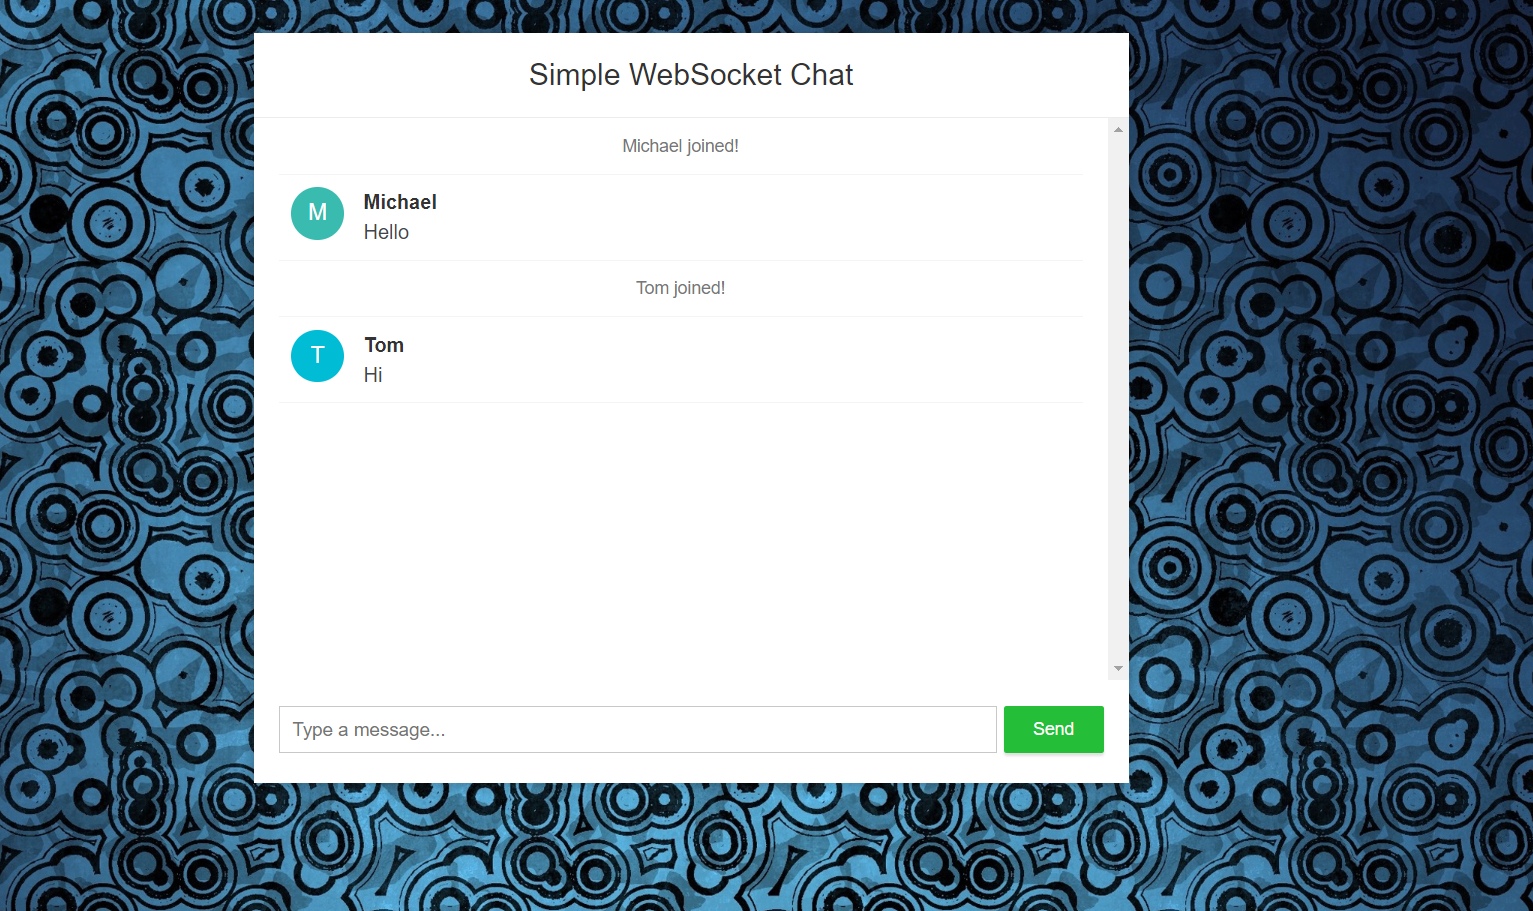 Simple WebSocket Chat
Michael joined!
M
Michael
Hello
Tom joined!
T
Tom
Hi
Type a message...
Send